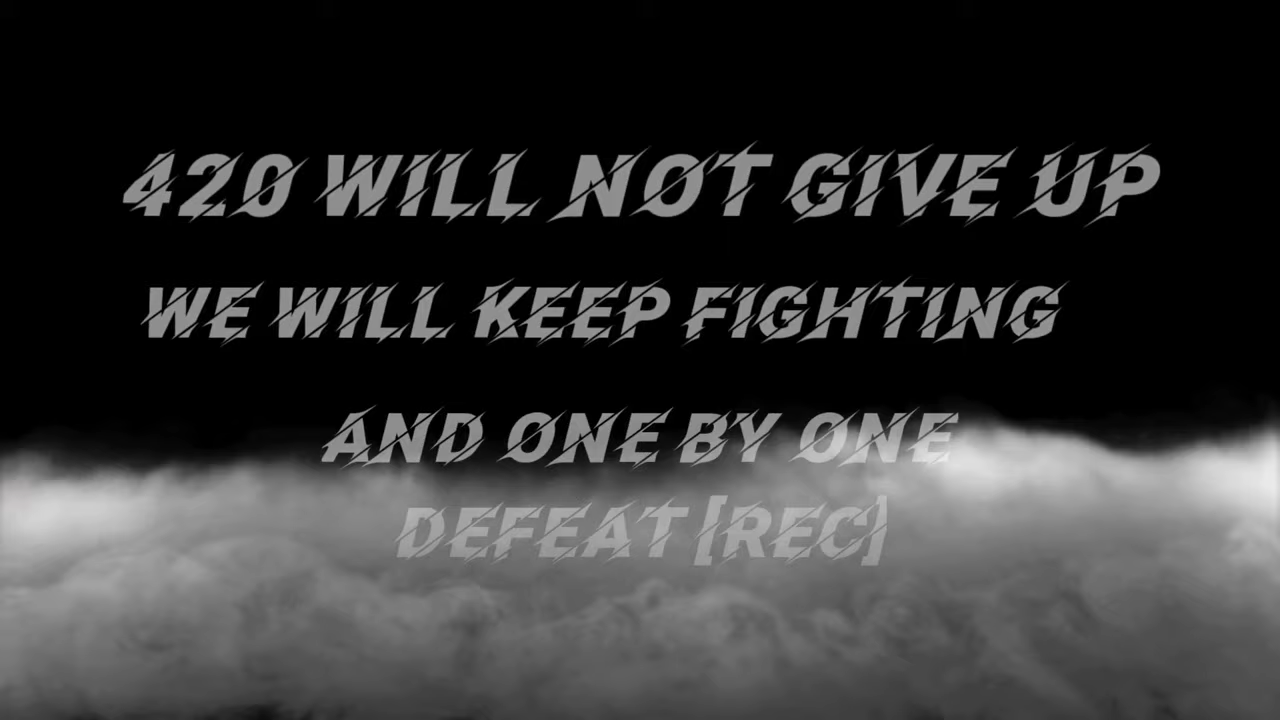 420 WILL NOT GIVE UP
WE WILL KEEP FIGHTING
AND ONE BY ONE
DEFEAT [REC]